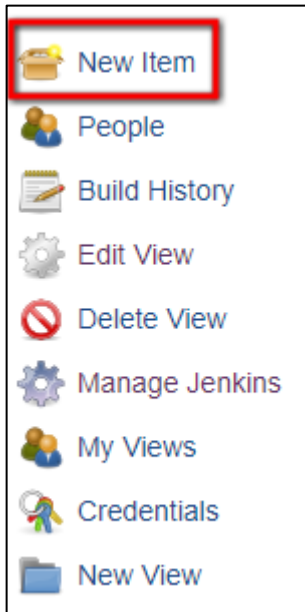 New Item
People
Build History
Edit View
Delete View
Manage Jenkins
My Views
Credentials
New View